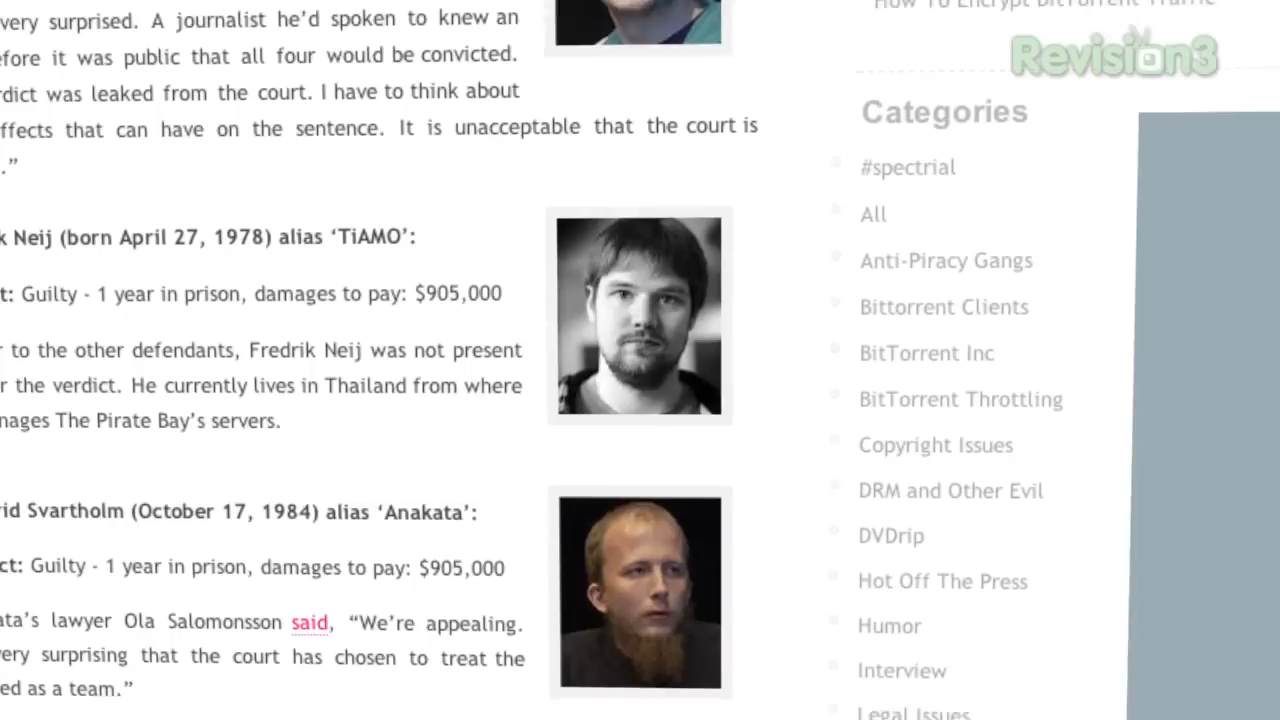 very surprised. A journalist he’d spoken to knew an
efore it was public that all four would be convicted.
rdict was leaked from the court. I have to think about
ffects that can have on the sentence. It is unacceptable that the court is
.”
k Neij (born April 27, 1978) alias ‘TiAMO’:
t: Guilty - 1 year in prison, damages to pay: $905,000
r to the other defendants, Fredrik Neij was not present
r the verdict. He currently lives in Thailand from where
nages The Pirate Bay’s servers.
rid Svartholm (October 17, 1984) alias ‘Anakata’:
ct: Guilty - 1 year in prison, damages to pay: $905,000
ata’s lawyer Ola Salomonsson said, “We’re appealing.
very surprising that the court has chosen to treat the
ed as a team.”
How To Encrypt BitTorrent Traffic
Revision3
Categories
#spectrial
All
Anti-Piracy Gangs
Bittorrent Clients
BitTorrent Inc
BitTorrent Throttling
Copyright Issues
DRM and Other Evil
DVDrip
Hot Off The Press
Humor
Interview
Legal Issues